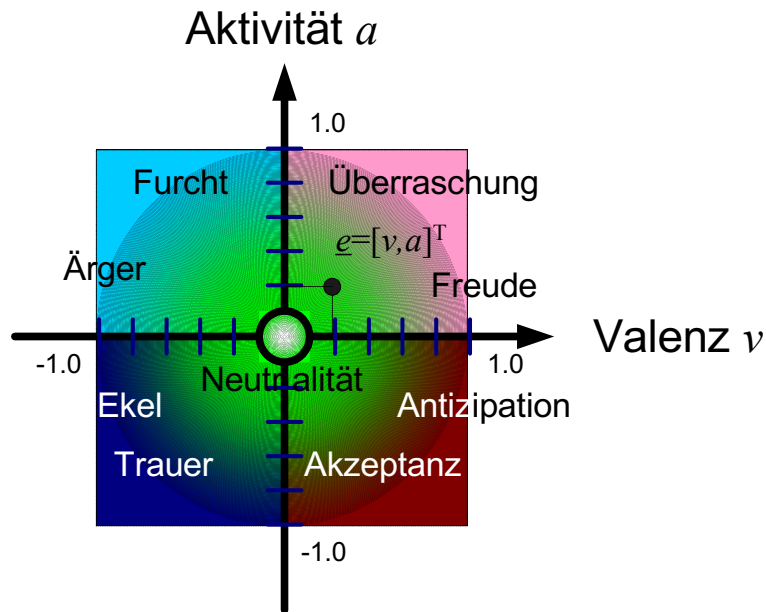 Aktivität a
1.0
Furcht
Überraschung
e=[v,a]T
Ärger
Freude
Valenz v
-1.0
1.0
Neutralität
Ekel
Antizipation
Trauer
Akzeptanz
-1.0